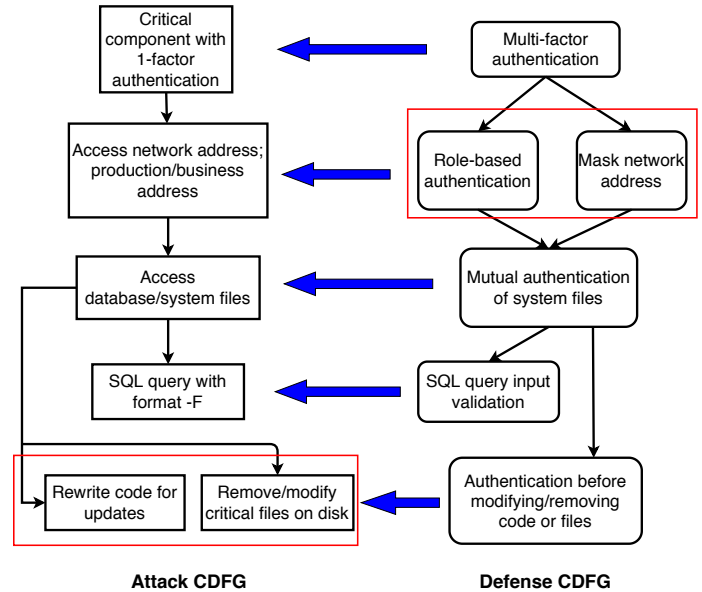 Critical
component with
1-factor
authentication
Multi-factor
authentication
Access network address;
production/business
address
Role-based
authentication
Mask network
address
Access
database/system files
Mutual authentication
of system files
SQL query with
format -F
SQL query input
validation
Rewrite code for
updates
Remove/modify
critical files on disk
Authentication before
modifying/removing
code or files
Attack CDFG
Defense CDFG